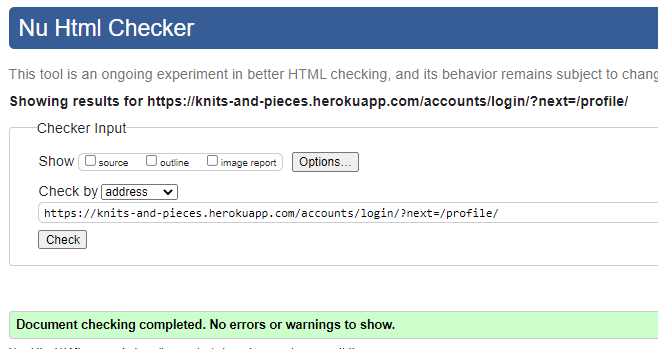 Nu Html Checker
This tool is an ongoing experiment in better HTML checking, and its behavior remains subject to chang
Showing results for https://knits-and-pieces.herokuapp.com/accounts/login/?next=/profile/
Checker Input
Show source outline image report Options...
Check by address
https://knits-and-pieces.herokuapp.com/accounts/login/?next=/profile/
Check
Document checking completed. No errors or warnings to show.